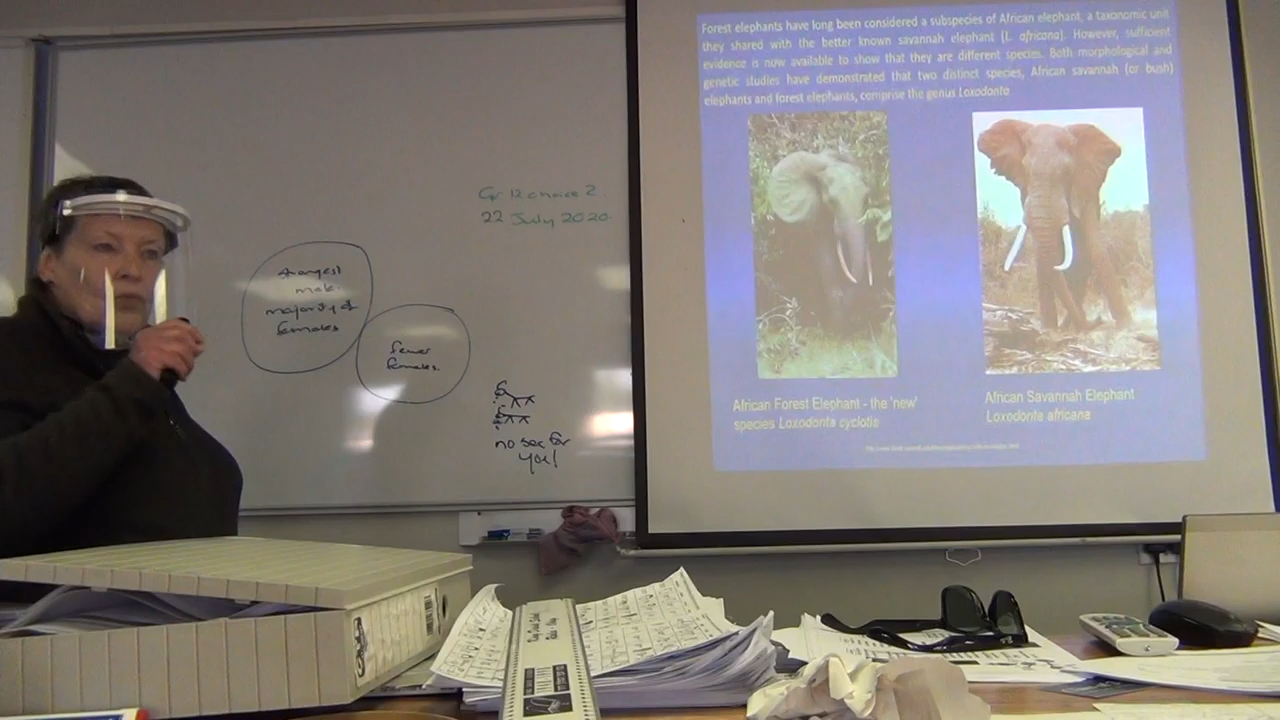 Gr 12 choice 2.
22 July 2020.
strongest
male
majority of
females
fewer
females.
no sex for
you!
Forest elephants have long been considered a subspecies of African elephant, a taxonomic unit
they shared with the better known savannah elephant (L. africana). However, sufficient
evidence is now available to show that they are different species. Both morphological and
genetic studies have demonstrated that two distinct species, African savannah (or bush)
elephants and forest elephants, comprise the genus Loxodonta
African Forest Elephant - the 'new'
species Loxodonta cyclotis
African Savannah Elephant
Loxodonta africana